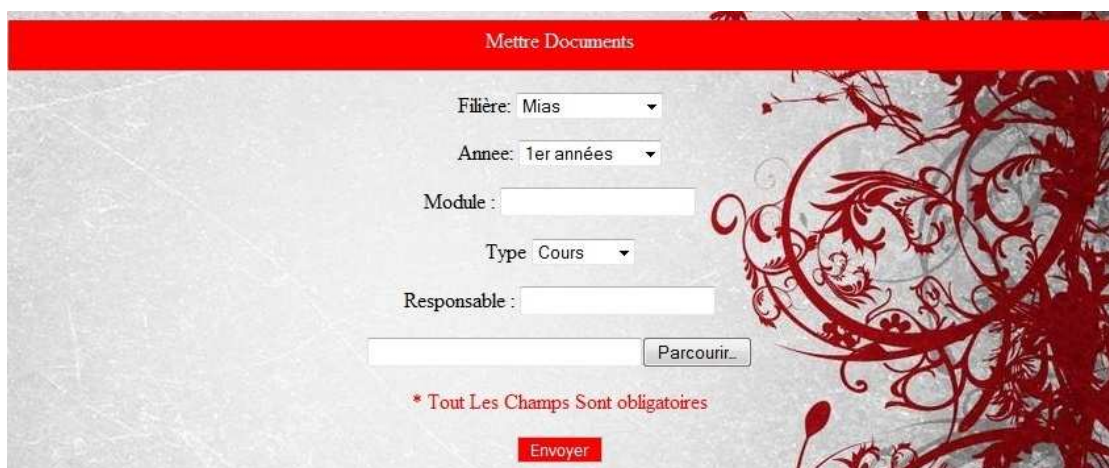 Mettre Documents
Filière: Mias
Annee: 1er années
Module :
Type Cours
Responsable :
Parcourir..
* Tout Les Champs Sont obligatoires
Envoyer